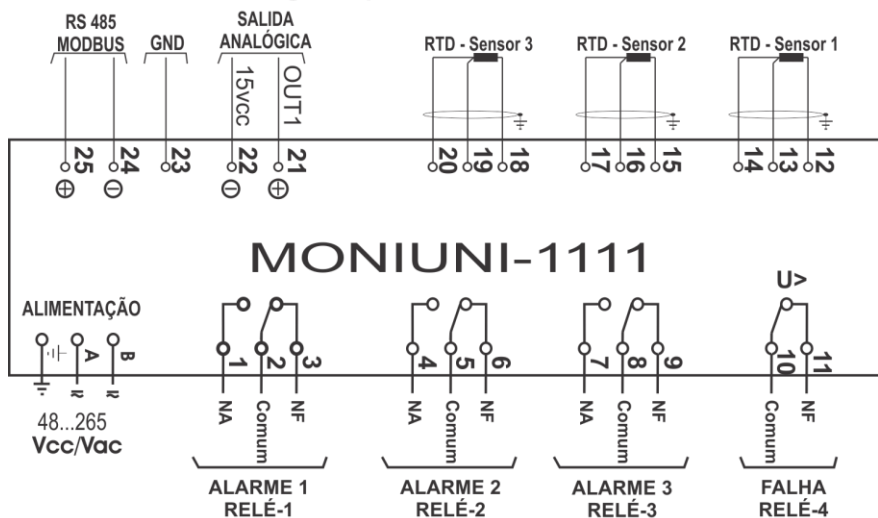 RS 485
MODBUS
GND
SALIDA
ANALÓGICA
RTD - Sensor 3
RTD - Sensor 2
RTD - Sensor 1
15vcc
OUT1
25
24
23
22
21
20
19
18
17
16
15
14
13
12
MONIUNI-1111
U>
ALIMENTAÇÃO
A
B
1
2
3
4
5
6
7
8
9
10
11
48...265
Vcc/Vac
NA
Comum
NF
NA
Comum
NF
NA
Comum
NF
Comum
NF
ALARME 1
RELÉ-1
ALARME 2
RELÉ-2
ALARME 3
RELÉ-3
FALHA
RELÉ-4